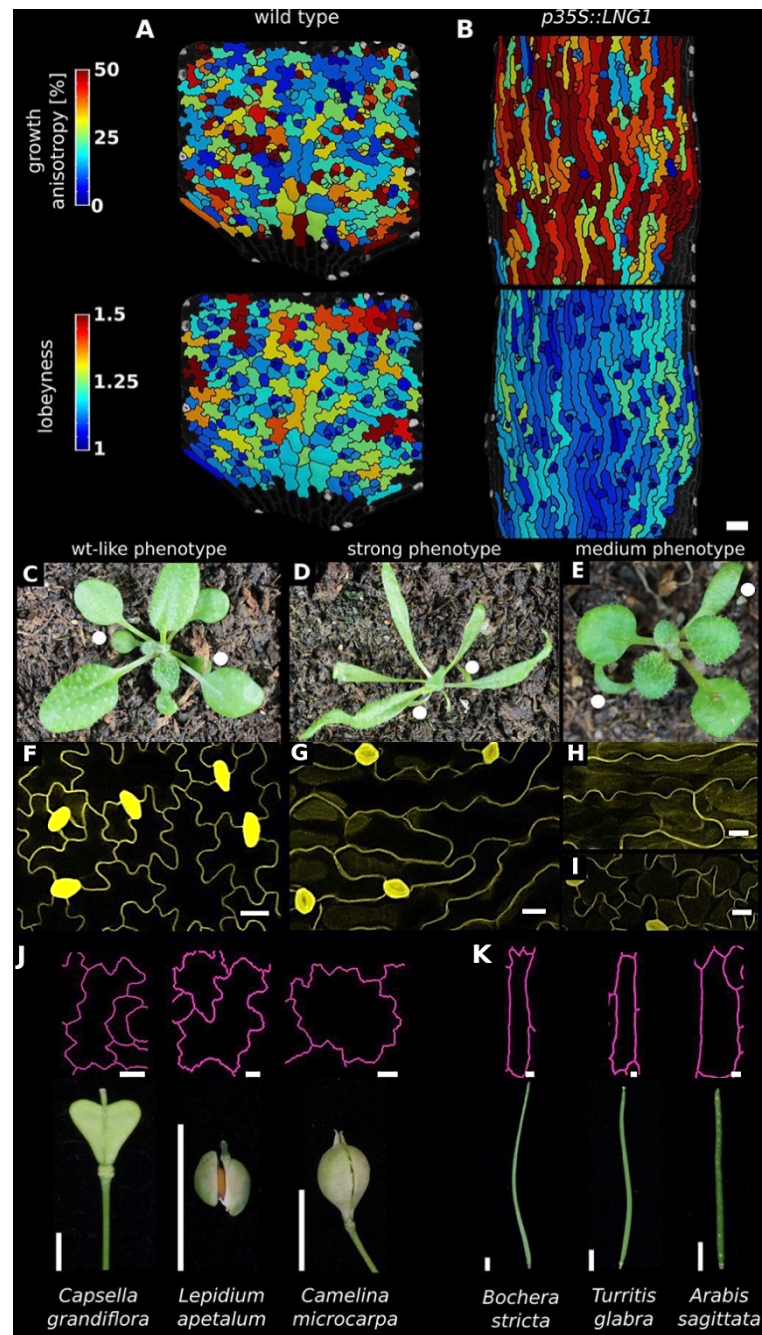 wild type
p35S::LNG1
A
B
growth
anisotropy [%]
50
25
0
lobeyness
1.5
1.25
1
wt-like phenotype
strong phenotype
medium phenotype
C
D
E
F
G
H
I
J
K
Capsella
grandiflora
Lepidium
apetalum
Camelina
microcarpa
Bochera
stricta
Turritis
glabra
Arabis
sagittata